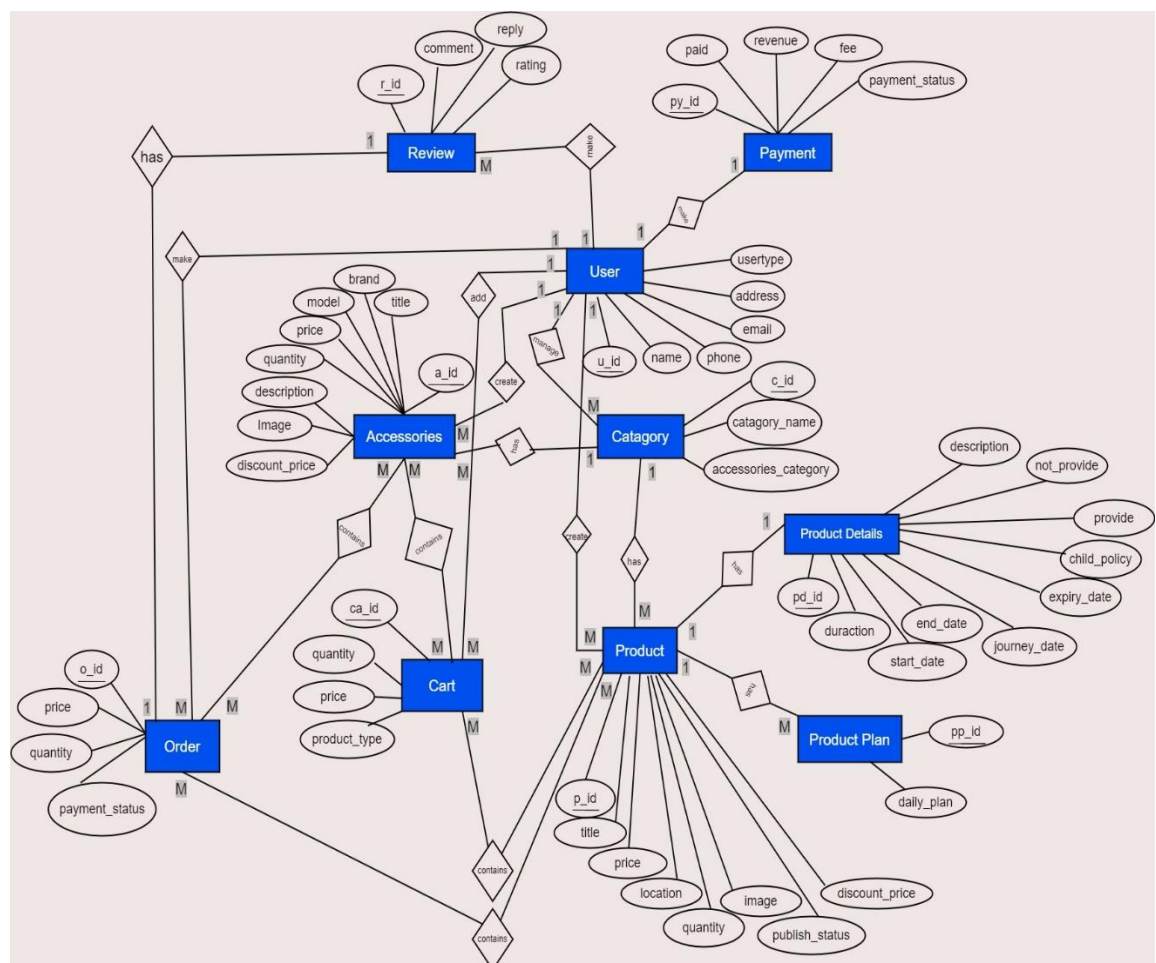 reply
comment
revenue
fee
paid
rating
payment_status
r_id
py_id
1
has
Review
M
make
1
Payment
make
1
1
1
make
1
add
User
usertype
address
email
brand
model
title
price
quantity
a_id
description
Image
discount_price
1
1
1
manage
create
u_id
name
phone
c_id
catagory_name
accessories_category
Accessories
M
M
M
M
has
M
Catagory
1
1
description
not_provide
provide
child_policy
expiry_date
journey_date
end_date
start_date
duraction
pd_id
1
Product Details
contains
contains
create
has
has
ca_id
quantity
price
product_type
M
M
Cart
M
M
M
M
M
Product
1
1
has
M
Product Plan
pp_id
daily_plan
o_id
price
quantity
payment_status
1
M
M
Order
M
p_id
title
price
location
quantity
image
publish_status
discount_price
contains
contains